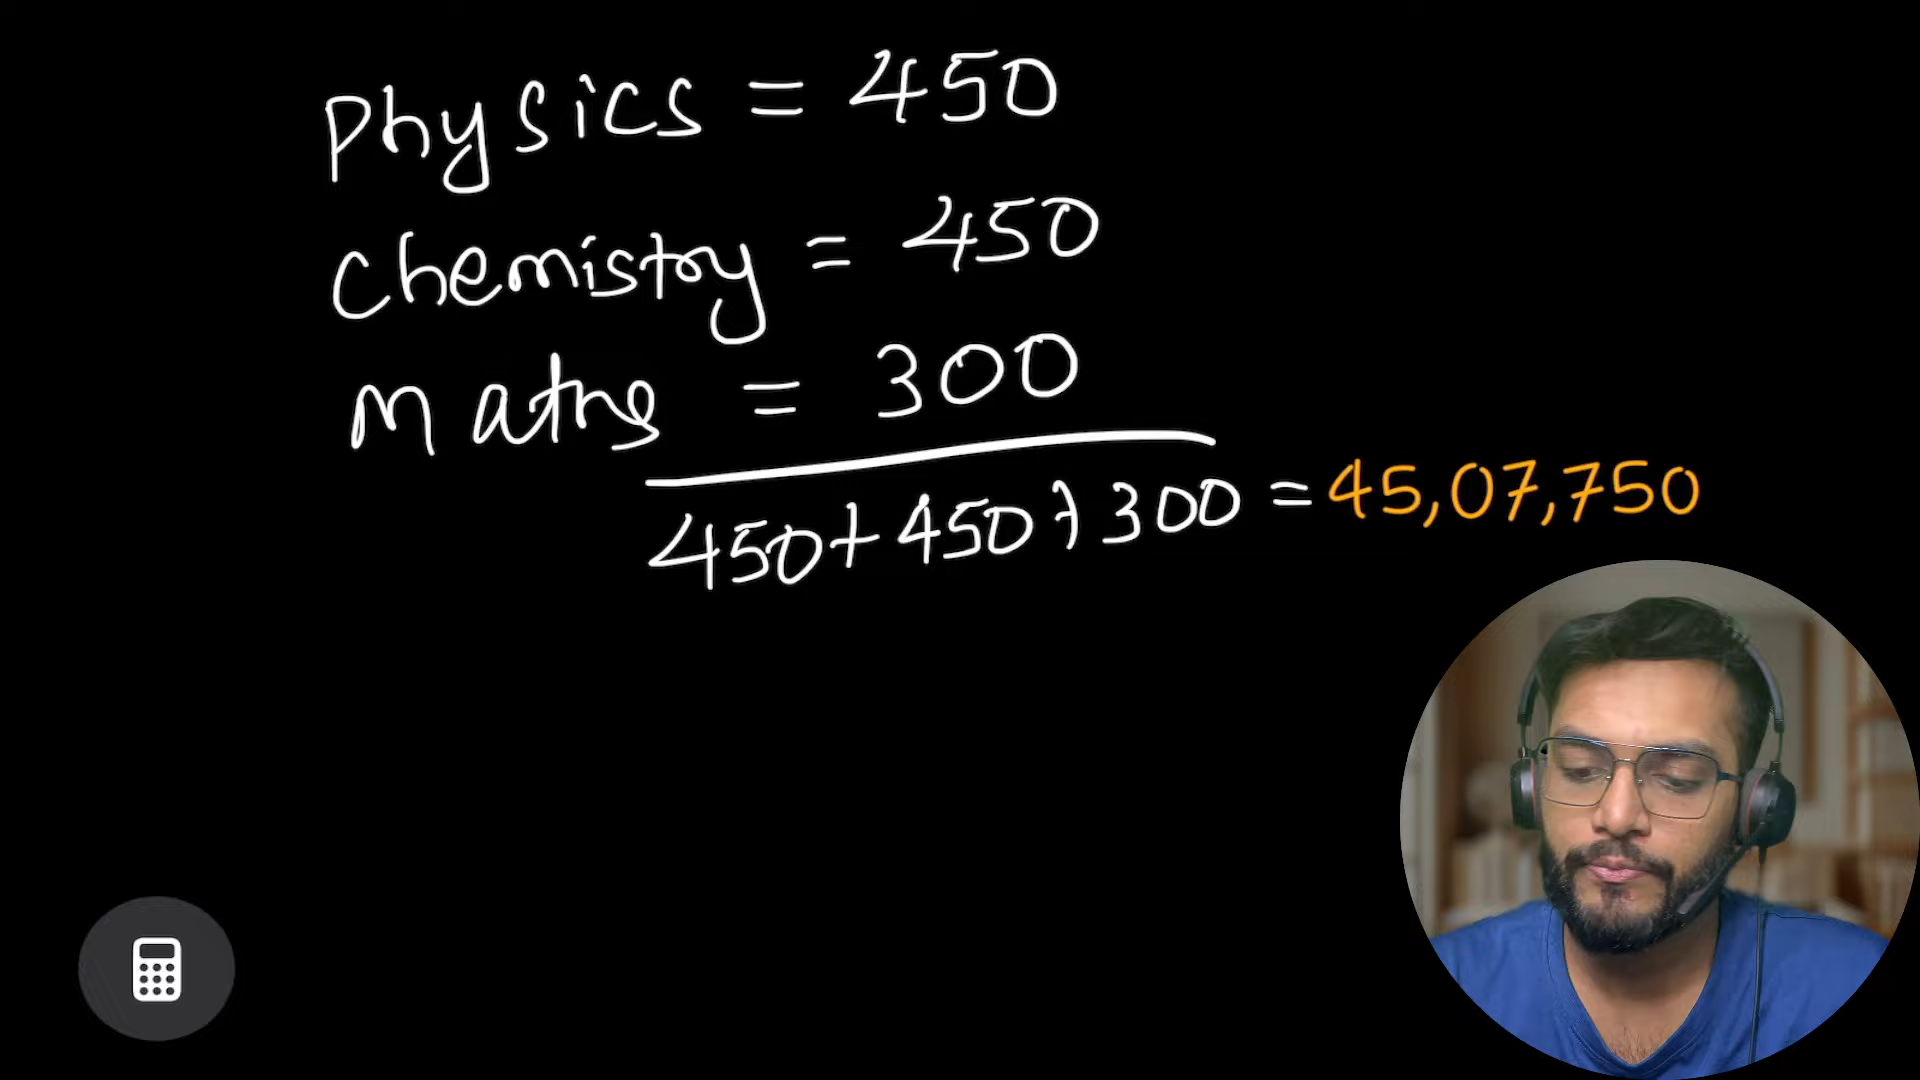 Physics = 450
Chemistry = 450
Maths = 300
450+450+300 = 45,07,750